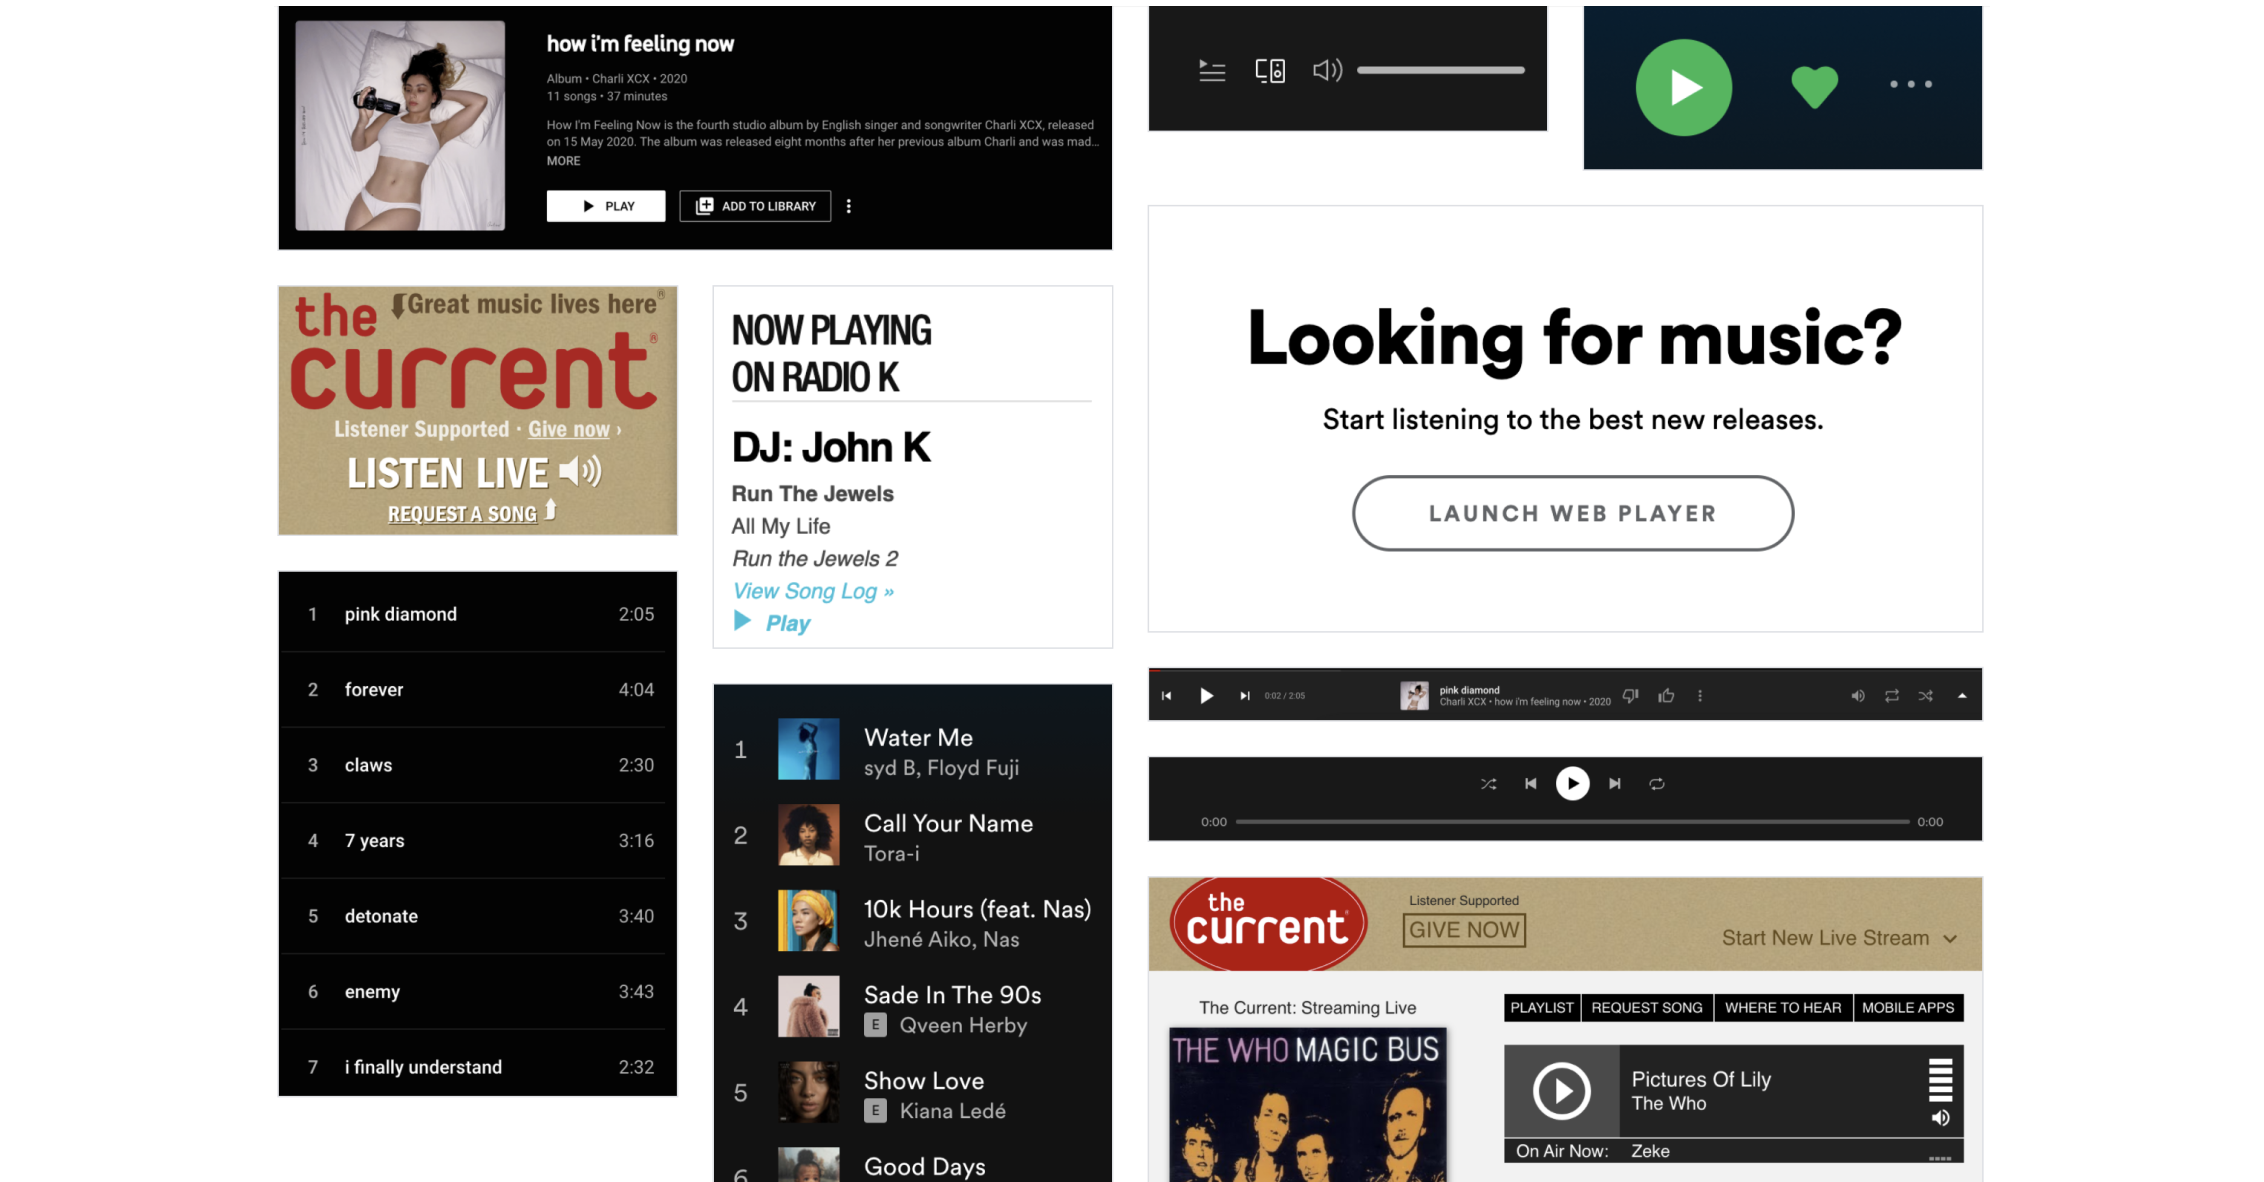 how i'm feeling now
Album • Charli XCX • 2020
11 songs • 37 minutes
How I'm Feeling Now is the fourth studio album by English singer and songwriter Charli XCX, released
on 15 May 2020. The album was released eight months after her previous album Charli and was mad...
MORE
PLAY
ADD TO LIBRARY
the
Great music lives here®
current®
Listener Supported · Give now ›
LISTEN LIVE
REQUEST A SONG
1 pink diamond 2:05
2 forever 4:04
3 claws 2:30
4 7 years 3:16
5 detonate 3:40
6 enemy 3:43
7 i finally understand 2:32
NOW PLAYING
ON RADIO K
DJ: John K
Run The Jewels
All My Life
Run the Jewels 2
View Song Log »
Play
1 Water Me
syd B, Floyd Fuji
2 Call Your Name
Tora-i
3 10k Hours (feat. Nas)
Jhené Aiko, Nas
4 Sade In The 90s
E Qveen Herby
5 Show Love
E Kiana Ledé
6 Good Days
Looking for music?
Start listening to the best new releases.
LAUNCH WEB PLAYER
0:02 / 2:05
pink diamond
Charli XCX • how i'm feeling now • 2020
0:00 0:00
the
current
Listener Supported
GIVE NOW
Start New Live Stream
The Current: Streaming Live
THE WHO MAGIC BUS
PLAYLIST REQUEST SONG WHERE TO HEAR MOBILE APPS
Pictures Of Lily
The Who
On Air Now: Zeke